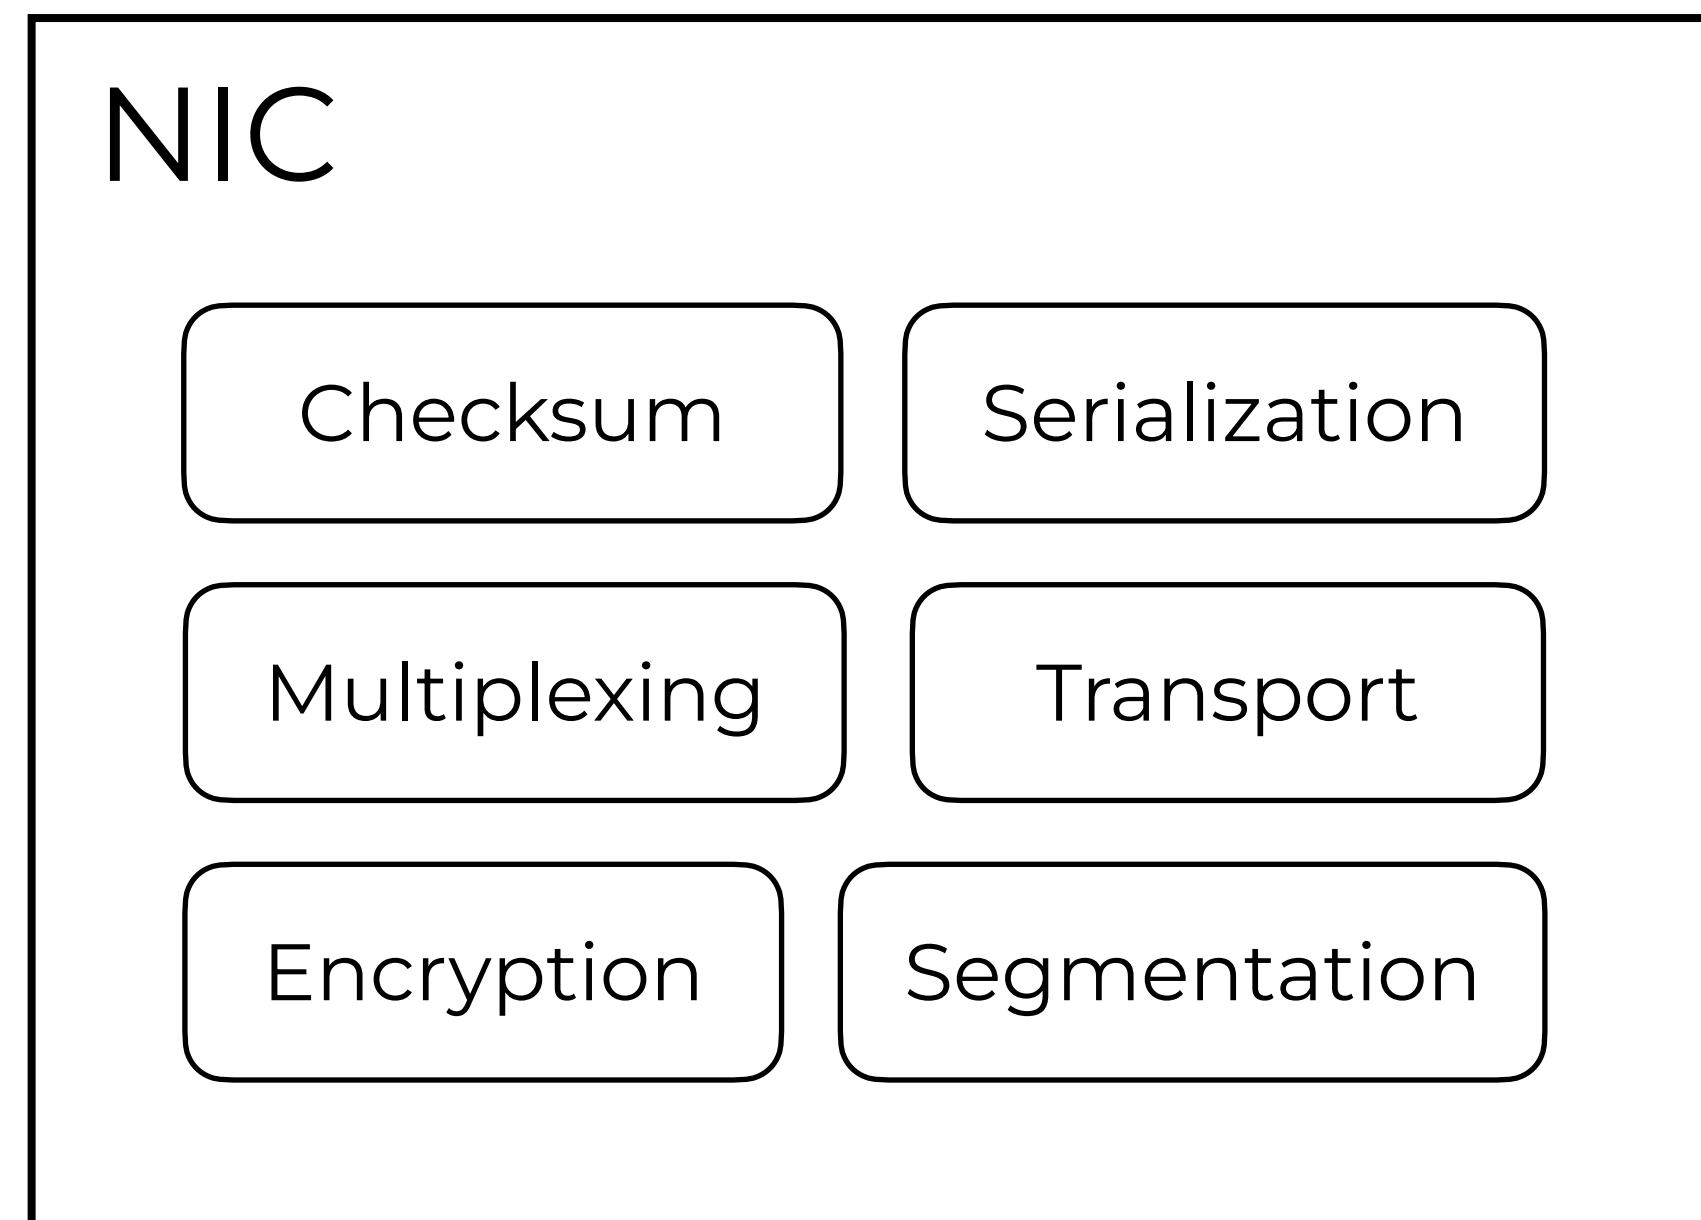 NIC
Checksum
Serialization
Multiplexing
Transport
Encryption
Segmentation